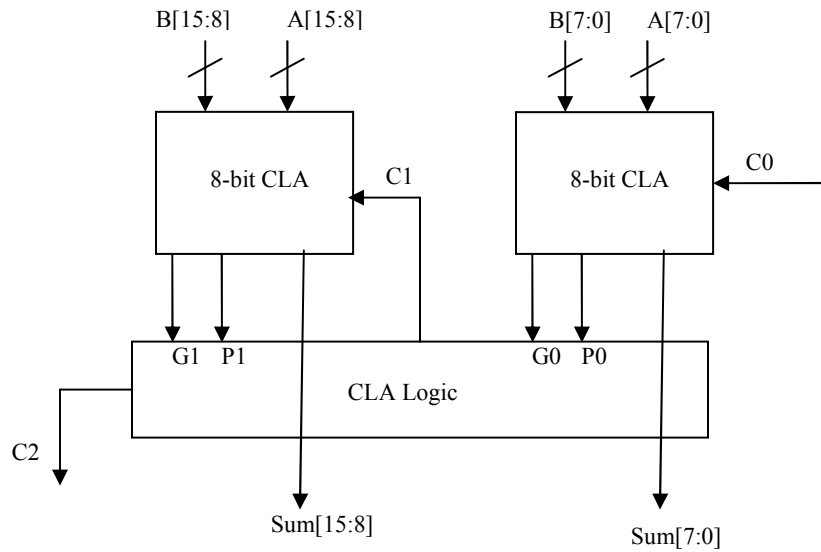 B[15:8] A[15:8] B[7:0] A[7:0]
8-bit CLA C1 8-bit CLA C0
G1 P1 G0 P0
CLA Logic
C2
Sum[15:8] Sum[7:0]